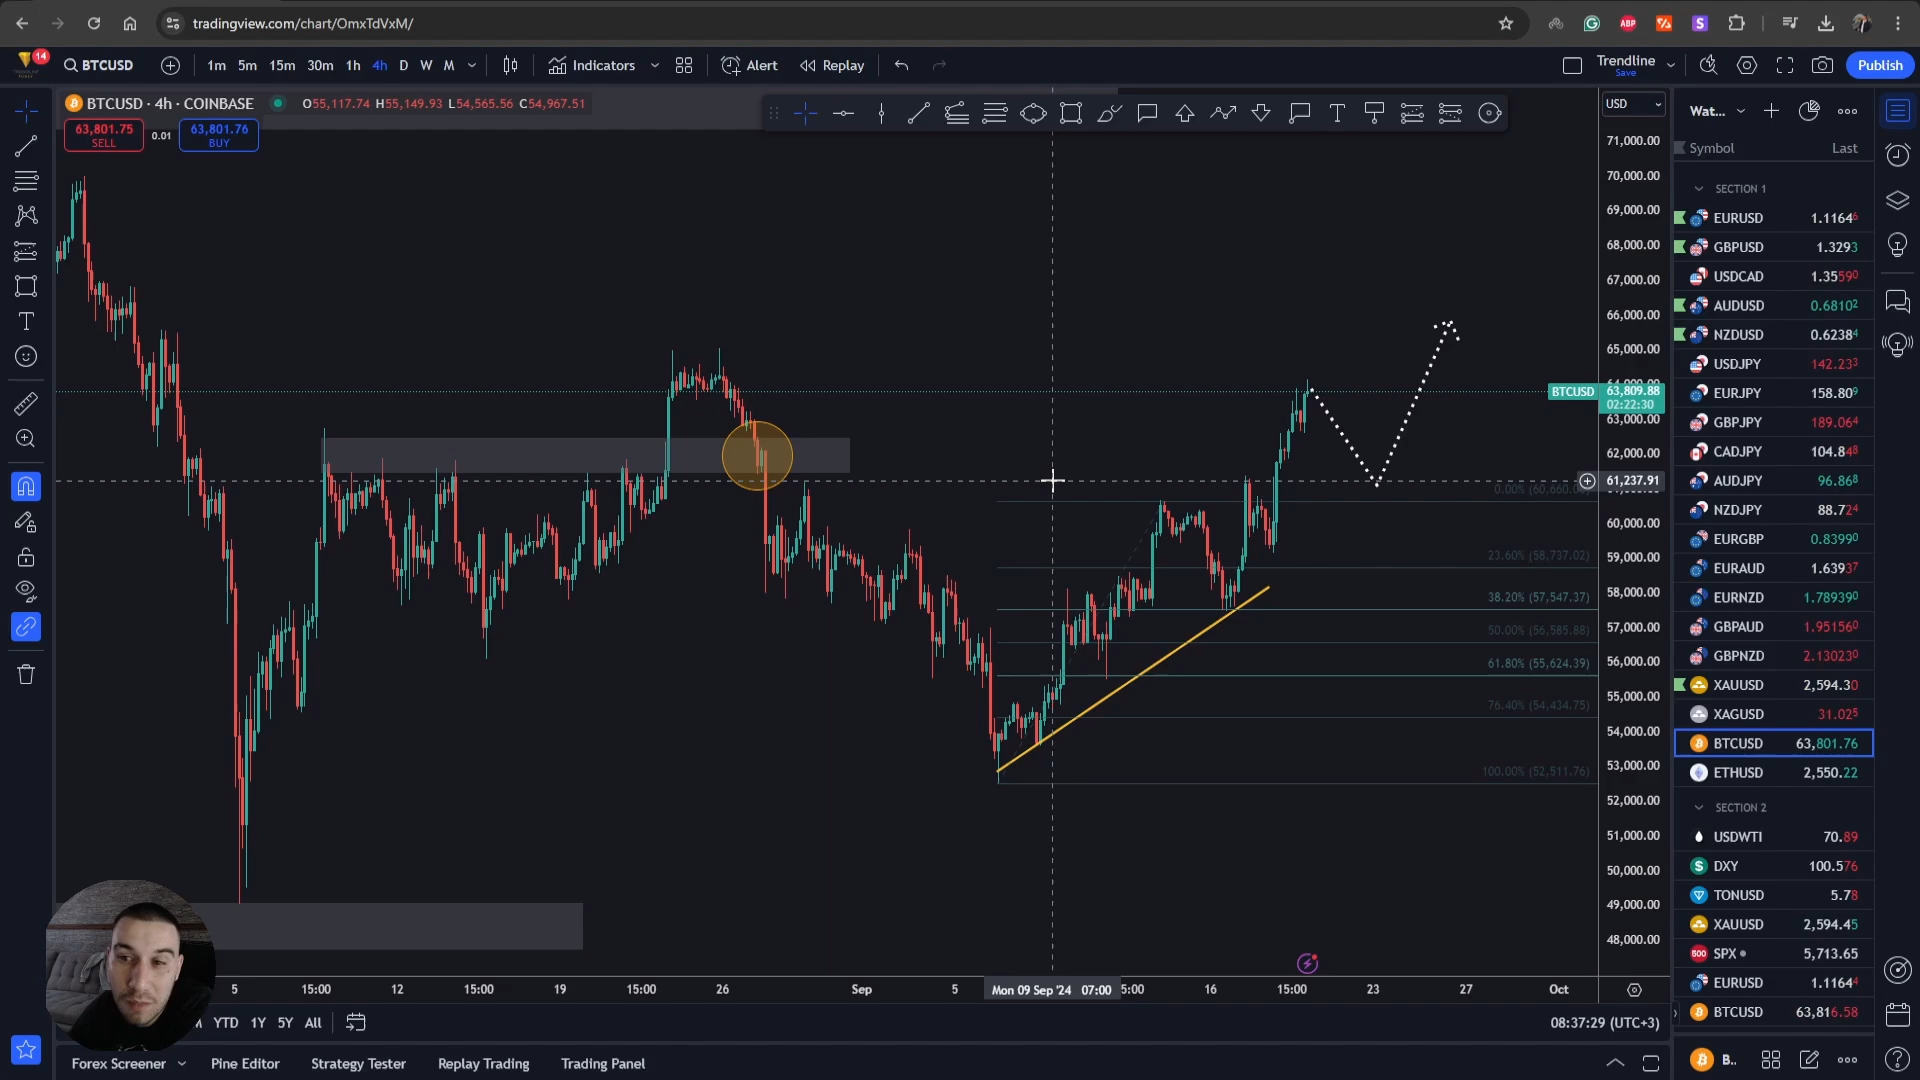 tradingview.com/chart/OmxTdVxM/
14
BTCUSD 1m 5m 15m 30m 1h 4h D W M Indicators Alert Replay Trendline Save Publish
BTCUSD · 4h · COINBASE O55,117.74 H55,149.93 L54,565.56 C54,967.51
63,801.75 SELL 0.01 63,801.76 BUY
USD
71,000.00
70,000.00
69,000.00
68,000.00
67,000.00
66,000.00
65,000.00
BTCUSD 63,809.88
02:22:30
63,000.00
62,000.00
61,237.91
0.00%
60,000.00
59,000.00
23.60% (58,737.02)
58,000.00
38.20% (57,547.37)
57,000.00
50.00% (56,585.88)
56,000.00
61.80% (55,624.39)
55,000.00
76.40% (54,434.75)
54,000.00
53,000.00
100.00% (52,511.76)
52,000.00
51,000.00
50,000.00
49,000.00
48,000.00
5 15:00 12 15:00 19 15:00 26 Sep 5 Mon 09 Sep '24 07:00 5:00 16 15:00 23 27 Oct
YTD 1Y 5Y All
08:37:29 (UTC+3)
Forex Screener Pine Editor Strategy Tester Replay Trading Trading Panel
Wat...
Symbol Last
SECTION 1
EURUSD 1.11646
GBPUSD 1.3293
USDCAD 1.35590
AUDUSD 0.68102
NZDUSD 0.62384
USDJPY 142.233
EURJPY 158.809
GBPJPY 189.064
CADJPY 104.848
AUDJPY 96.868
NZDJPY 88.724
EURGBP 0.83990
EURAUD 1.63937
EURNZD 1.789390
GBPAUD 1.951560
GBPNZD 2.130230
XAUUSD 2,594.30
XAGUSD 31.025
BTCUSD 63,801.76
ETHUSD 2,550.22
SECTION 2
USDWTI 70.89
DXY 100.576
TONUSD 5.78
XAUUSD 2,594.45
SPX 5,713.65
EURUSD 1.11644
BTCUSD 63,816.58
B..